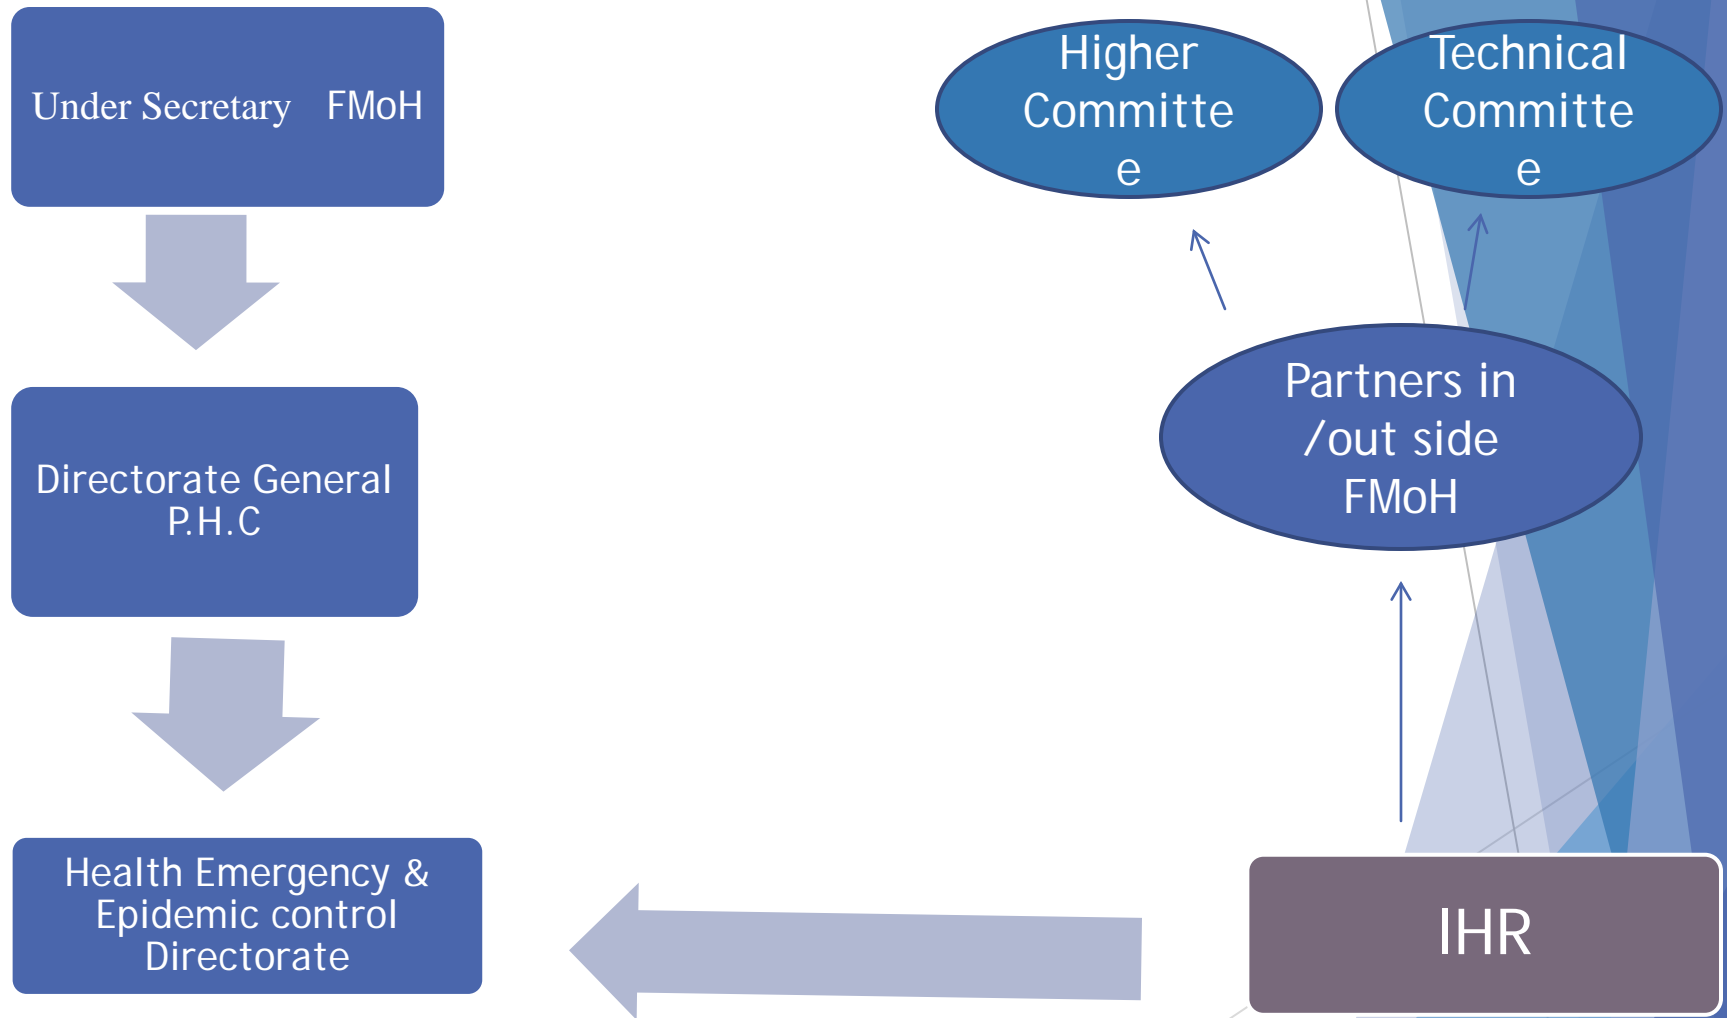 Under Secretary FMoH
Higher
Committe
e
Technical
Committe
e
Directorate General
P.H.C
Partners in
/out side
FMoH
Health Emergency &
Epidemic control
Directorate
IHR